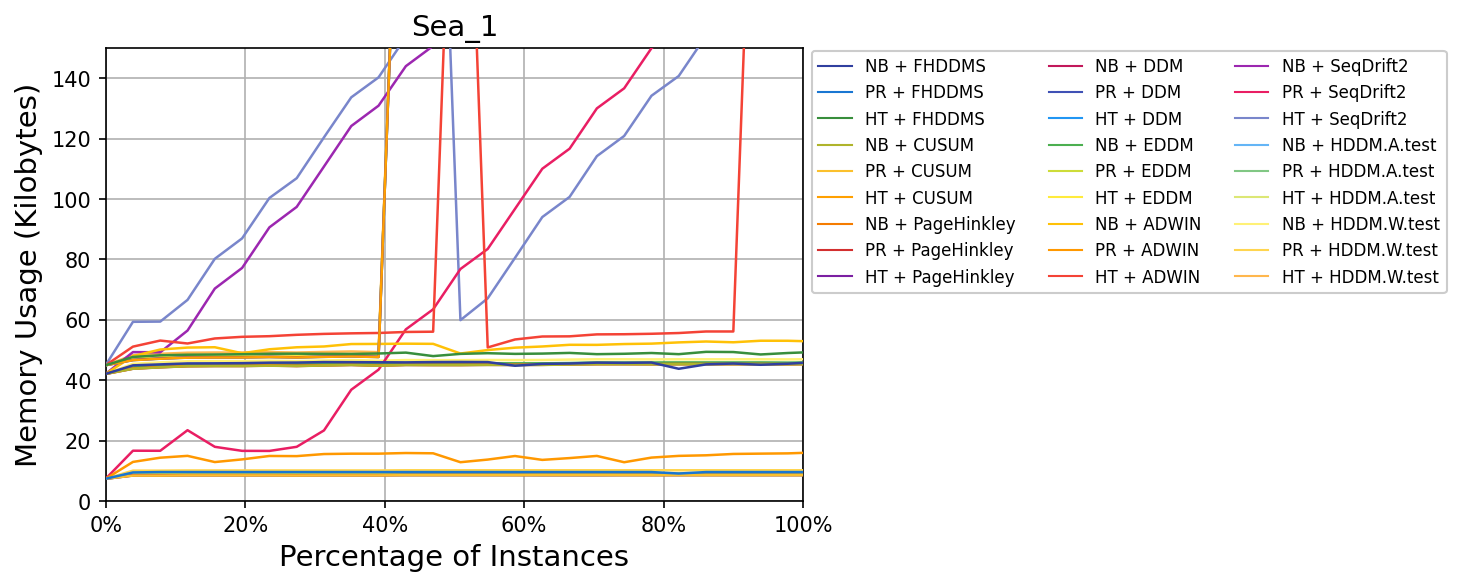 Sea_1
Memory Usage (Kilobytes)
140
120
100
80
60
40
20
0
0%
20%
40%
60%
80%
100%
Percentage of Instances
NB + FHDDMS
PR + FHDDMS
HT + FHDDMS
NB + CUSUM
PR + CUSUM
HT + CUSUM
NB + PageHinkley
PR + PageHinkley
HT + PageHinkley
NB + DDM
PR + DDM
HT + DDM
NB + EDDM
PR + EDDM
HT + EDDM
NB + ADWIN
PR + ADWIN
HT + ADWIN
NB + SeqDrift2
PR + SeqDrift2
HT + SeqDrift2
NB + HDDM.A.test
PR + HDDM.A.test
HT + HDDM.A.test
NB + HDDM.W.test
PR + HDDM.W.test
HT + HDDM.W.test